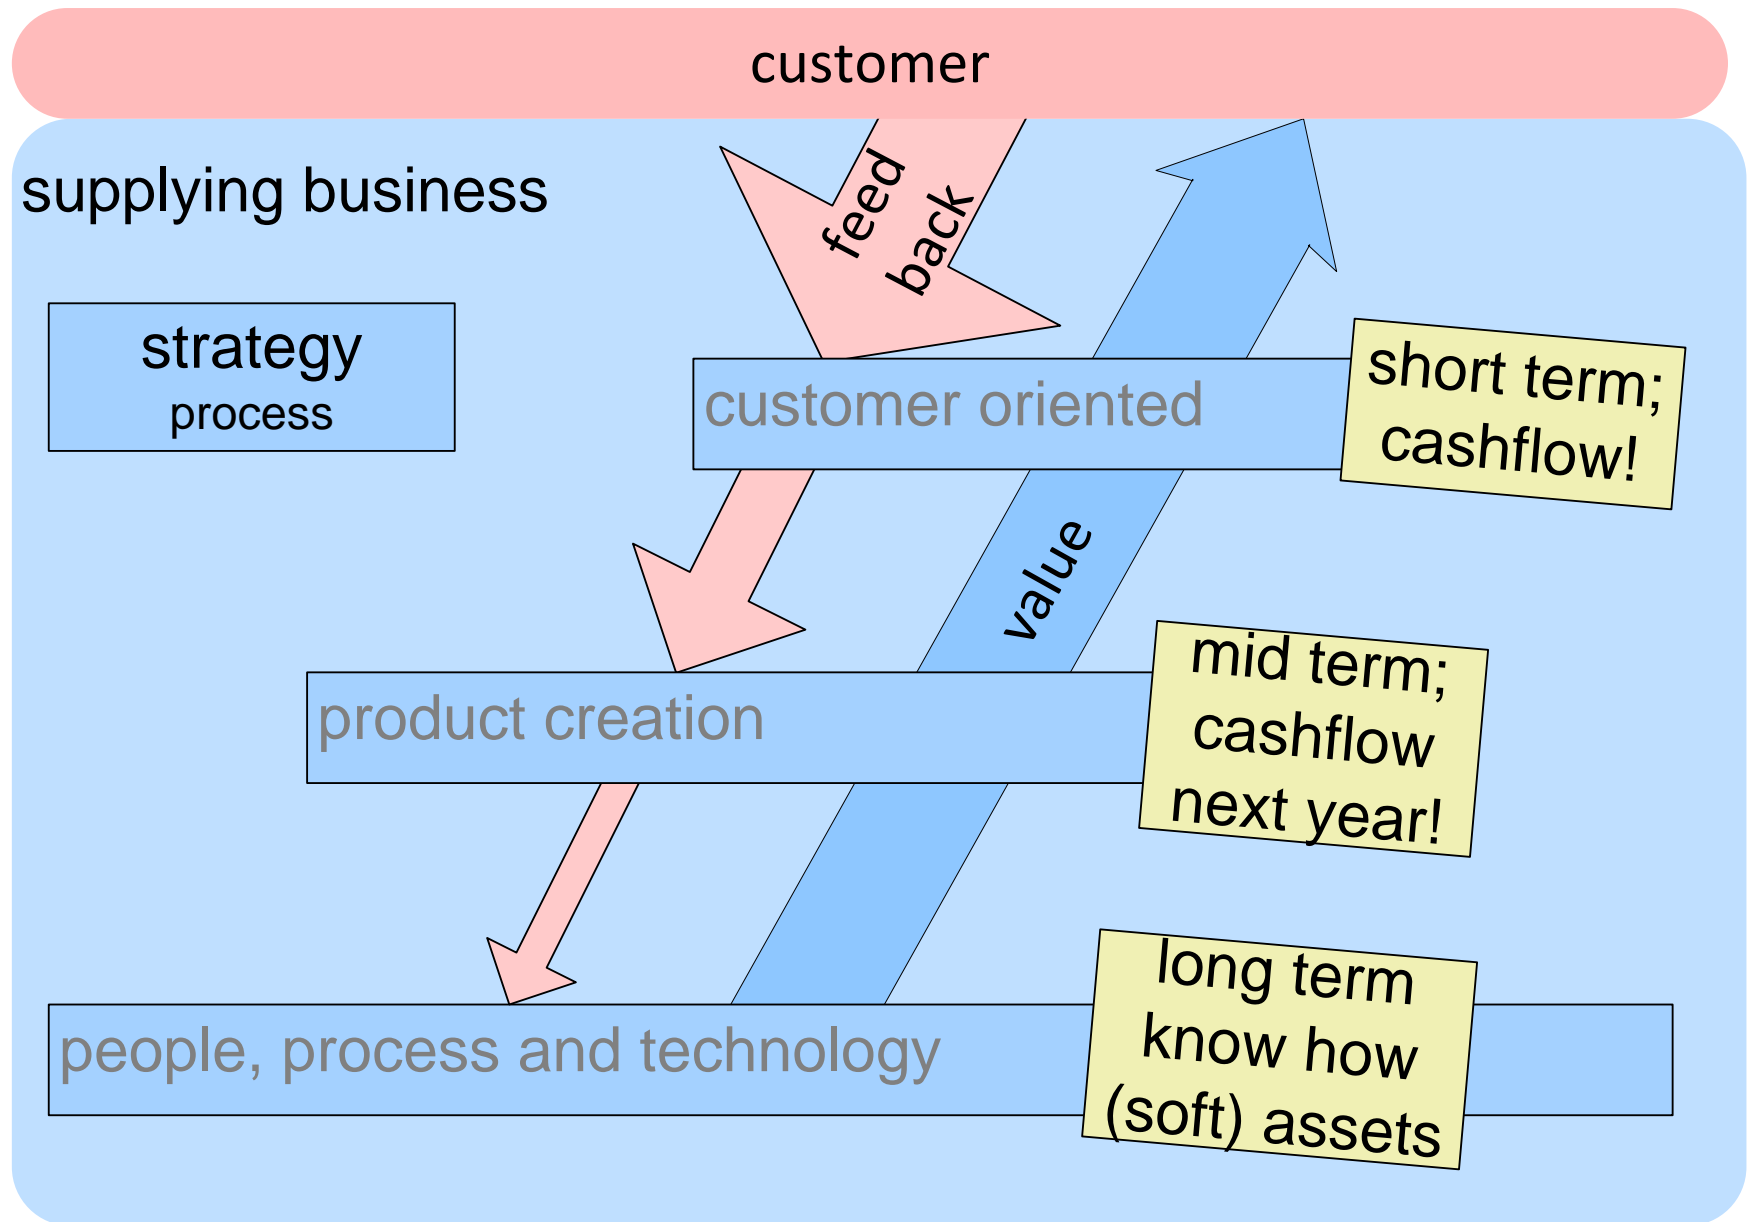 customer
supplying business
feed
back
strategy
process
customer oriented
short term;
cashflow!
value
product creation
mid term;
cashflow
next year!
people, process and technology
long term
know how
(soft) assets